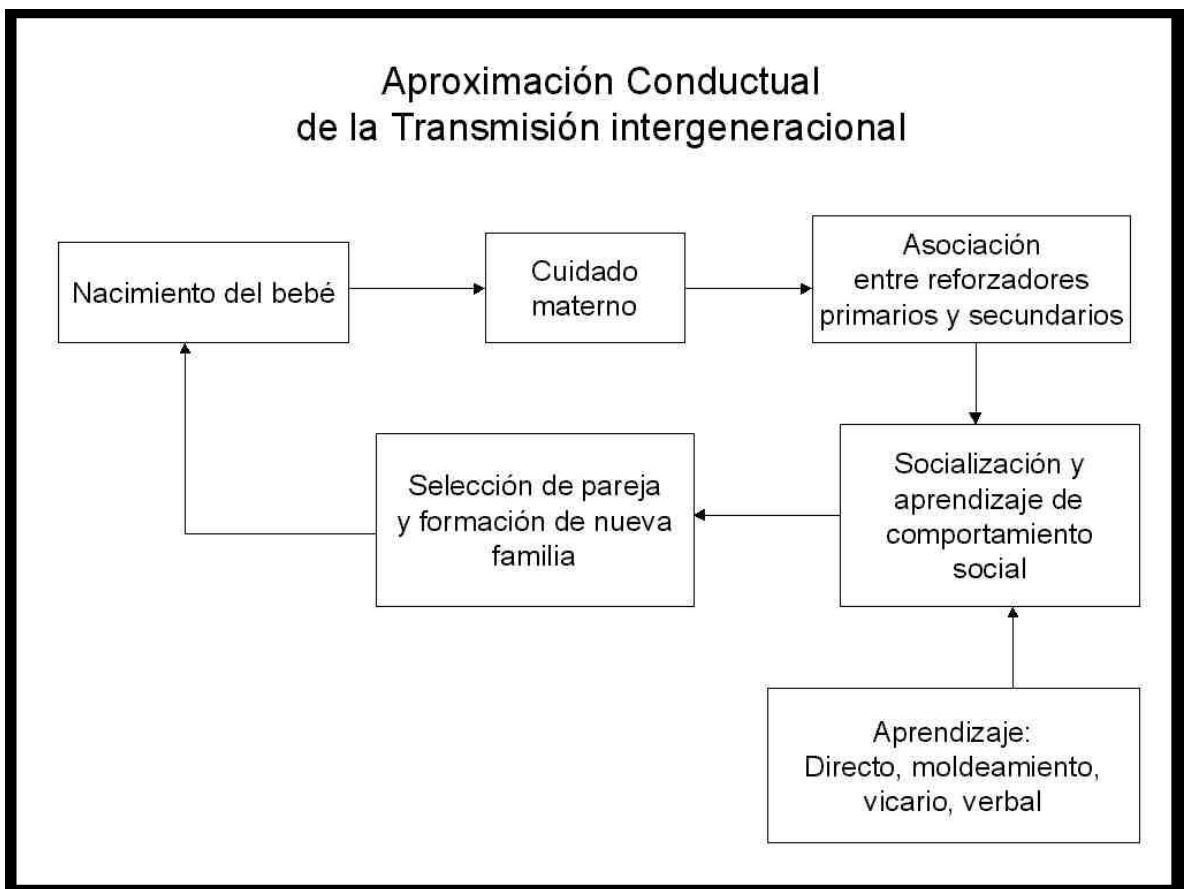 Aproximación Conductual
de la Transmisión intergeneracional
Nacimiento del bebé
Cuidado
materno
Asociación
entre reforzadores
primarios y secundarios
Selección de pareja
y formación de nueva
familia
Socialización y
aprendizaje de
comportamiento
social
Aprendizaje:
Directo, moldeamiento,
vicario, verbal